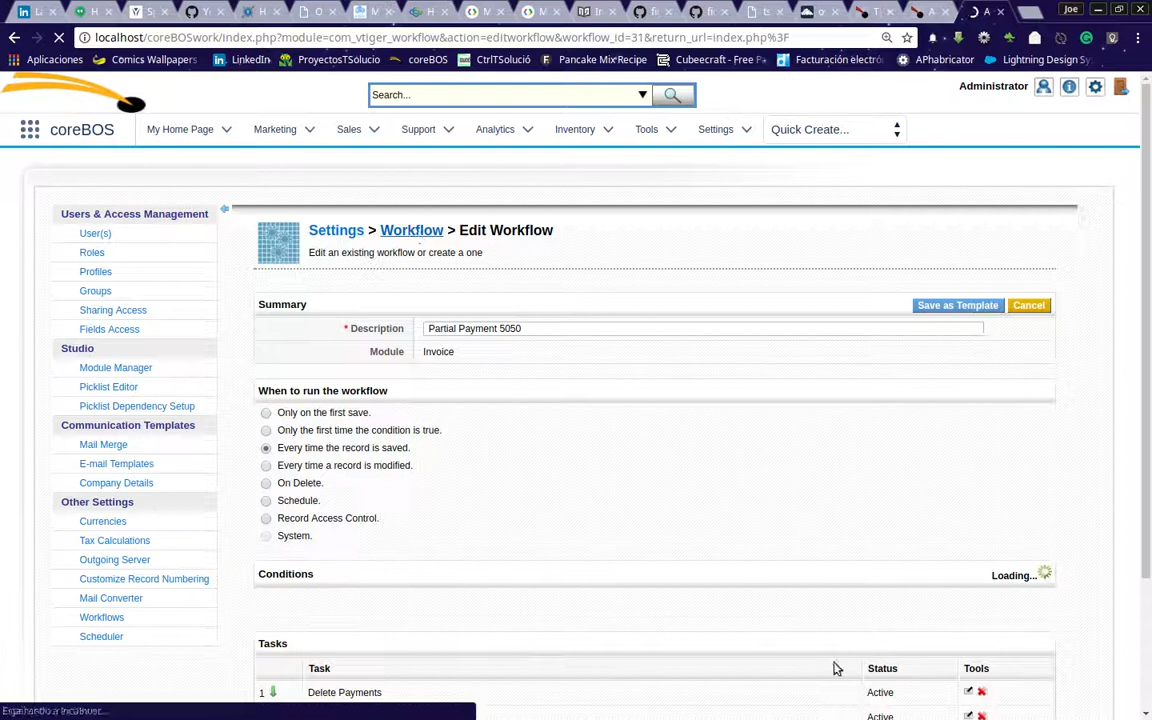 Joe
localhost/coreBOSwork/index.php?module=com_vtiger_workflow&action=editworkflow&workflow_id=31&return_url=index.php%3F
Aplicaciones Comics Wallpapers LinkedIn ProyectosTSolucio coreBOS CtrlTSolució Pancake Mix Recipe Cubeecraft - Free Pa Facturación electró APhabricator Lightning Design Sy
Search...
Administrator
coreBOS My Home Page Marketing Sales Support Analytics Inventory Tools Settings Quick Create...
Users & Access Management
User(s)
Roles
Profiles
Groups
Sharing Access
Fields Access
Studio
Module Manager
Picklist Editor
Picklist Dependency Setup
Communication Templates
Mail Merge
E-mail Templates
Company Details
Other Settings
Currencies
Tax Calculations
Outgoing Server
Customize Record Numbering
Mail Converter
Workflows
Scheduler
Settings > Workflow > Edit Workflow
Edit an existing workflow or create a one
Summary Save as Template Cancel
* Description Partial Payment 5050
Module Invoice
When to run the workflow
Only on the first save.
Only the first time the condition is true.
Every time the record is saved.
Every time a record is modified.
On Delete.
Schedule.
Record Access Control.
System.
Conditions Loading...
Tasks
Task Status Tools
1 Delete Payments Active
Active